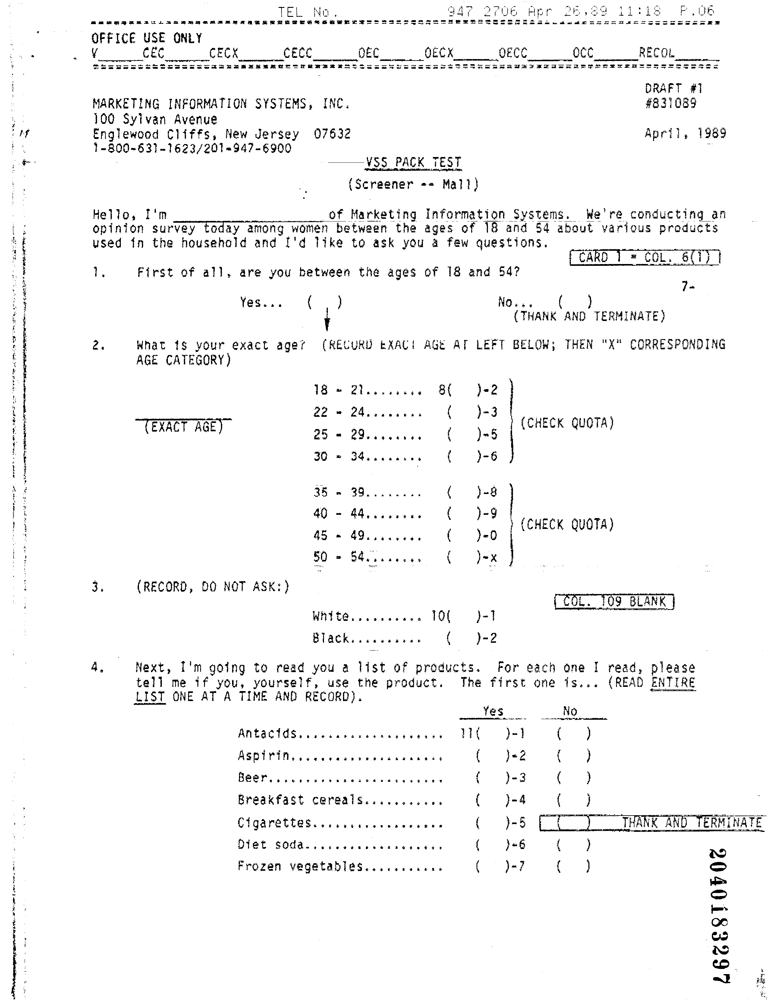 TEL No. 947 2706 Apr 26,89 11:18 P.06
OFFICE USE ONLY
V______CEC______CECX______CECC______OEC______OECX______OECC______OCC______RECOL______
DRAFT #1
MARKETING INFORMATION SYSTEMS, INC. #831089
100 Sylvan Avenue
Englewood Cliffs, New Jersey 07632 April, 1989
1-800-631-1623/201-947-6900
VSS PACK TEST
(Screener -- Mall)
Hello, I'm ____________________ of Marketing Information Systems. We're conducting an
opinion survey today among women between the ages of 18 and 54 about various products
used in the household and I'd like to ask you a few questions.
CARD 1 - COL. 6(1)
1. First of all, are you between the ages of 18 and 54?
7-
Yes... ( ) No... ( )
(THANK AND TERMINATE)
2. What is your exact age? (RECORD EXACT AGE AT LEFT BELOW; THEN "X" CORRESPONDING
AGE CATEGORY)
18 - 21........ 8( )-2
22 - 24........ ( )-3
(EXACT AGE) (CHECK QUOTA)
25 - 29........ ( )-5
30 - 34........ ( )-6
35 - 39........ ( )-8
40 - 44........ ( )-9
(CHECK QUOTA)
45 - 49........ ( )-0
50 - 54........ ( )-x
3. (RECORD, DO NOT ASK:)
COL. 109 BLANK
White.......... 10( )-1
Black.......... ( )-2
4. Next, I'm going to read you a list of products. For each one I read, please
tell me if you, yourself, use the product. The first one is... (READ ENTIRE
LIST ONE AT A TIME AND RECORD).
Yes No
Antacids.................... 11( )-1 ( )
Aspirin...................... ( )-2 ( )
Beer........................ ( )-3 ( )
Breakfast cereals........... ( )-4 ( )
Cigarettes.................. ( )-5 ( ) THANK AND TERMINATE
Diet soda................... ( )-6 ( )
Frozen vegetables........... ( )-7 ( )
2040183297